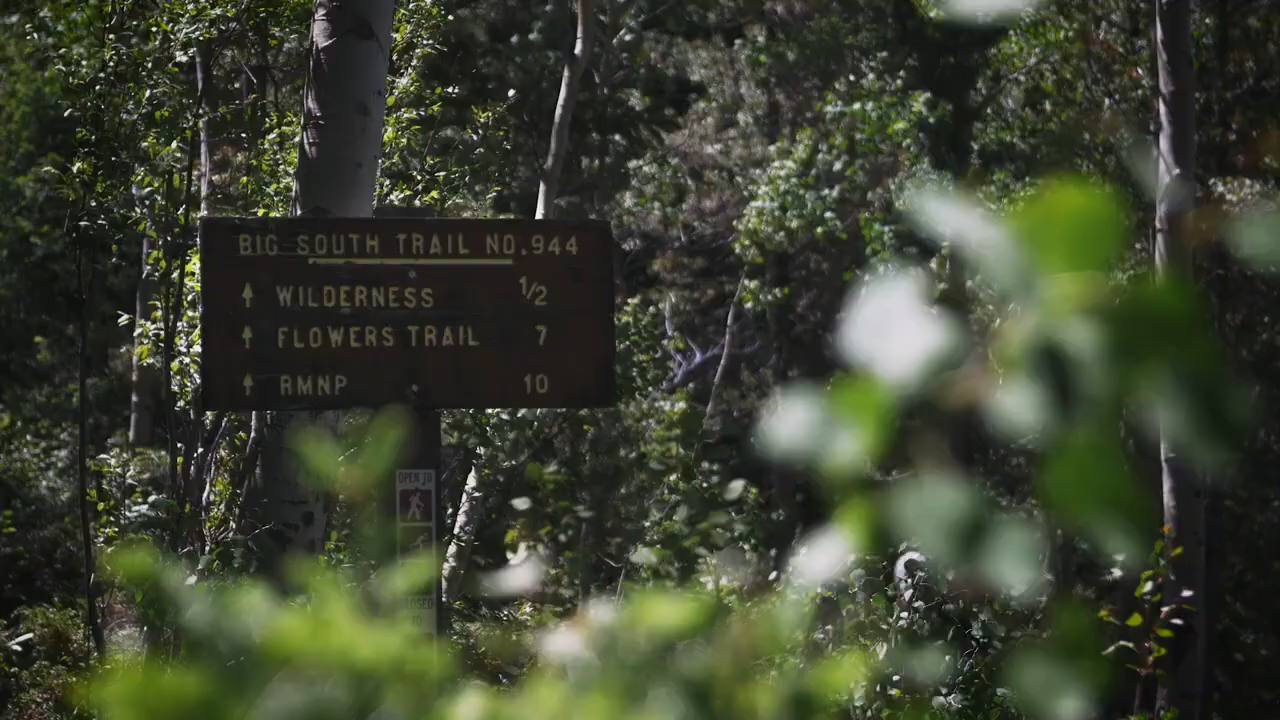 BIG SOUTH TRAIL NO.944
WILDERNESS 1/2
FLOWERS TRAIL 7
RMNP 10
OPEN TO